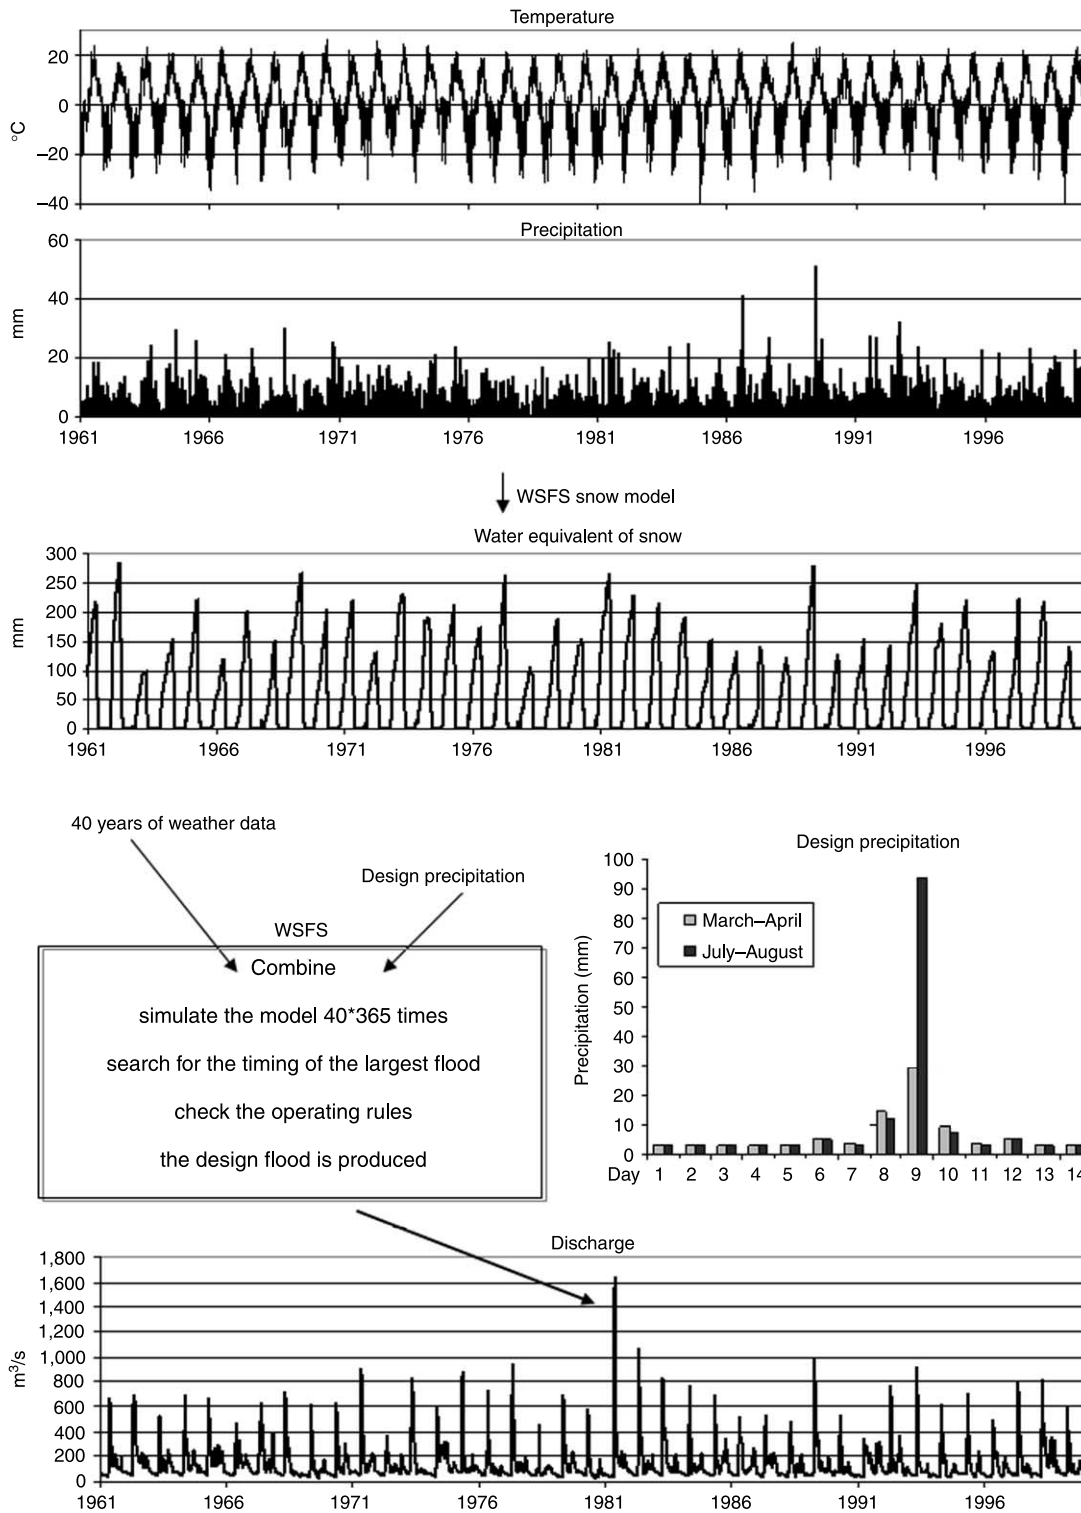 Temperature
20
0
−20
−40
°C
Precipitation
60
40
20
0
mm
1961 1966 1971 1976 1981 1986 1991 1996
WSFS snow model
Water equivalent of snow
300
250
200
150
100
50
0
mm
1961 1966 1971 1976 1981 1986 1991 1996
40 years of weather data
Design precipitation
WSFS
Combine
simulate the model 40*365 times
search for the timing of the largest flood
check the operating rules
the design flood is produced
Design precipitation
100
90
80
70
60
50
40
30
20
10
0
Precipitation (mm)
March–April
July–August
Day 1 2 3 4 5 6 7 8 9 10 11 12 13 14
Discharge
1,800
1,600
1,400
1,200
1,000
800
600
400
200
0
m³/s
1961 1966 1971 1976 1981 1986 1991 1996